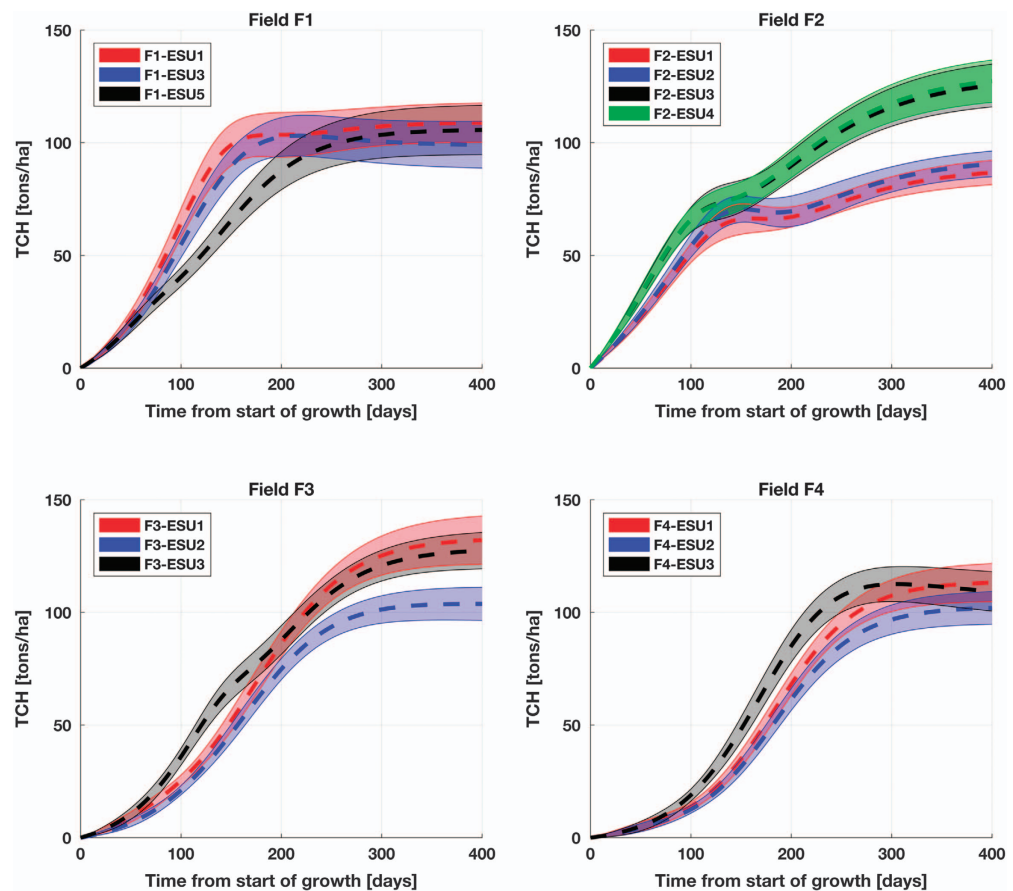 Field F1
150
100
50
0
TCH [tons/ha]
F1-ESU1
F1-ESU3
F1-ESU5
0 100 200 300 400
Time from start of growth [days]
Field F2
150
100
50
0
TCH [tons/ha]
F2-ESU1
F2-ESU2
F2-ESU3
F2-ESU4
0 100 200 300 400
Time from start of growth [days]
Field F3
150
100
50
0
TCH [tons/ha]
F3-ESU1
F3-ESU2
F3-ESU3
0 100 200 300 400
Time from start of growth [days]
Field F4
150
100
50
0
TCH [tons/ha]
F4-ESU1
F4-ESU2
F4-ESU3
0 100 200 300 400
Time from start of growth [days]